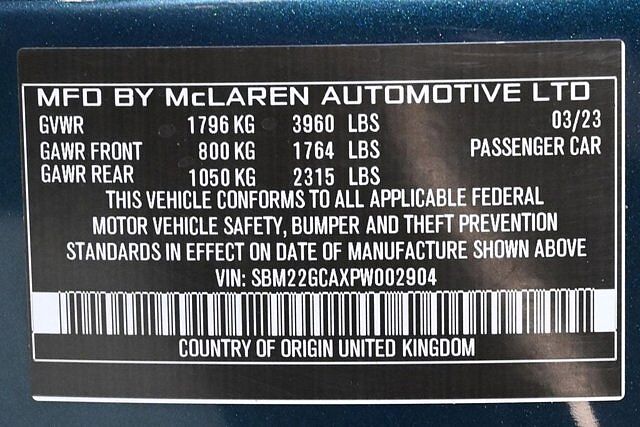 MFD BY McLAREN AUTOMOTIVE LTD
GVWR 1796 KG 3960 LBS 03/23
GAWR FRONT 800 KG 1764 LBS PASSENGER CAR
GAWR REAR 1050 KG 2315 LBS
THIS VEHICLE CONFORMS TO ALL APPLICABLE FEDERAL
MOTOR VEHICLE SAFETY, BUMPER AND THEFT PREVENTION
STANDARDS IN EFFECT ON DATE OF MANUFACTURE SHOWN ABOVE
VIN: SBM22GCAXPW002904
COUNTRY OF ORIGIN UNITED KINGDOM